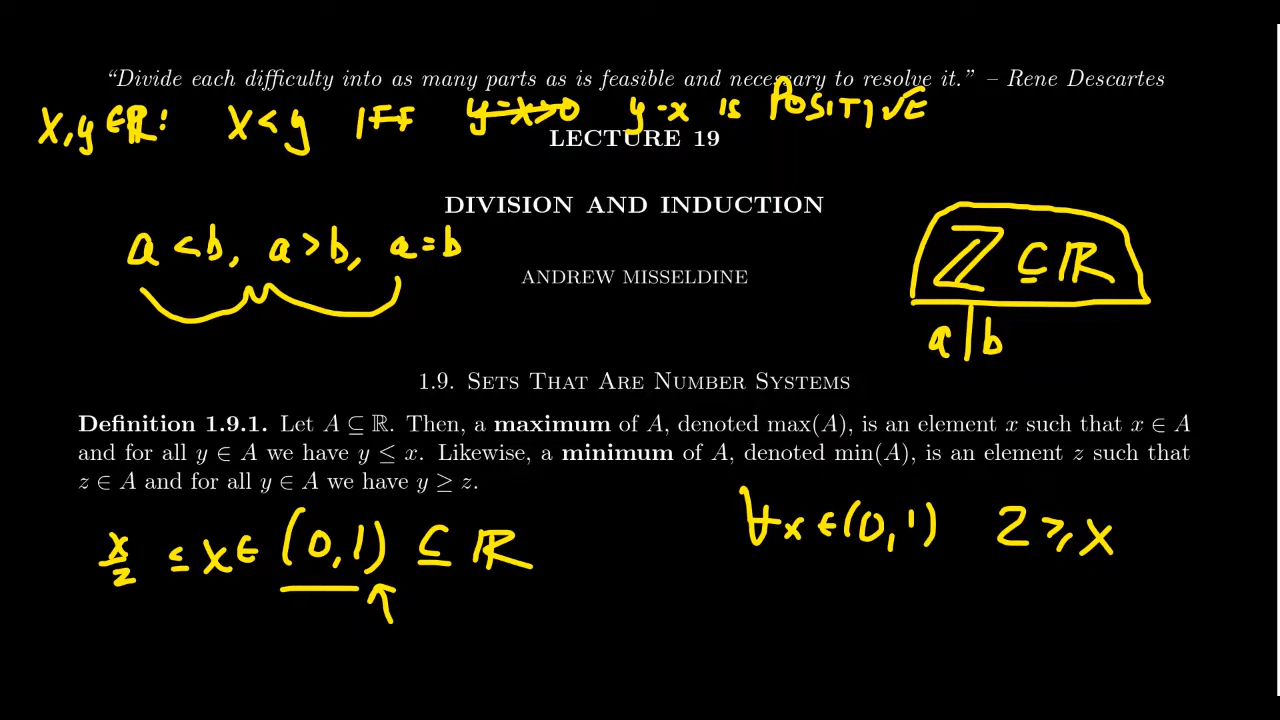 “Divide each difficulty into as many parts as is feasible and necessary to resolve it.” – Rene Descartes
x, y ∈ ℝ: x < y IFF y-x>0 y-x IS POSITIVE
LECTURE 19
DIVISION AND INDUCTION
a < b, a > b, a = b
ℤ ⊆ ℝ
ANDREW MISSELDINE
a | b
1.9. Sets That Are Number Systems
Definition 1.9.1. Let A ⊆ ℝ. Then, a maximum of A, denoted max(A), is an element x such that x ∈ A
and for all y ∈ A we have y ≤ x. Likewise, a minimum of A, denoted min(A), is an element z such that
z ∈ A and for all y ∈ A we have y ≥ z.
x/2 ≤ x ∈ (0,1) ⊆ ℝ
∀x ∈ (0,1) 2 ≥ x